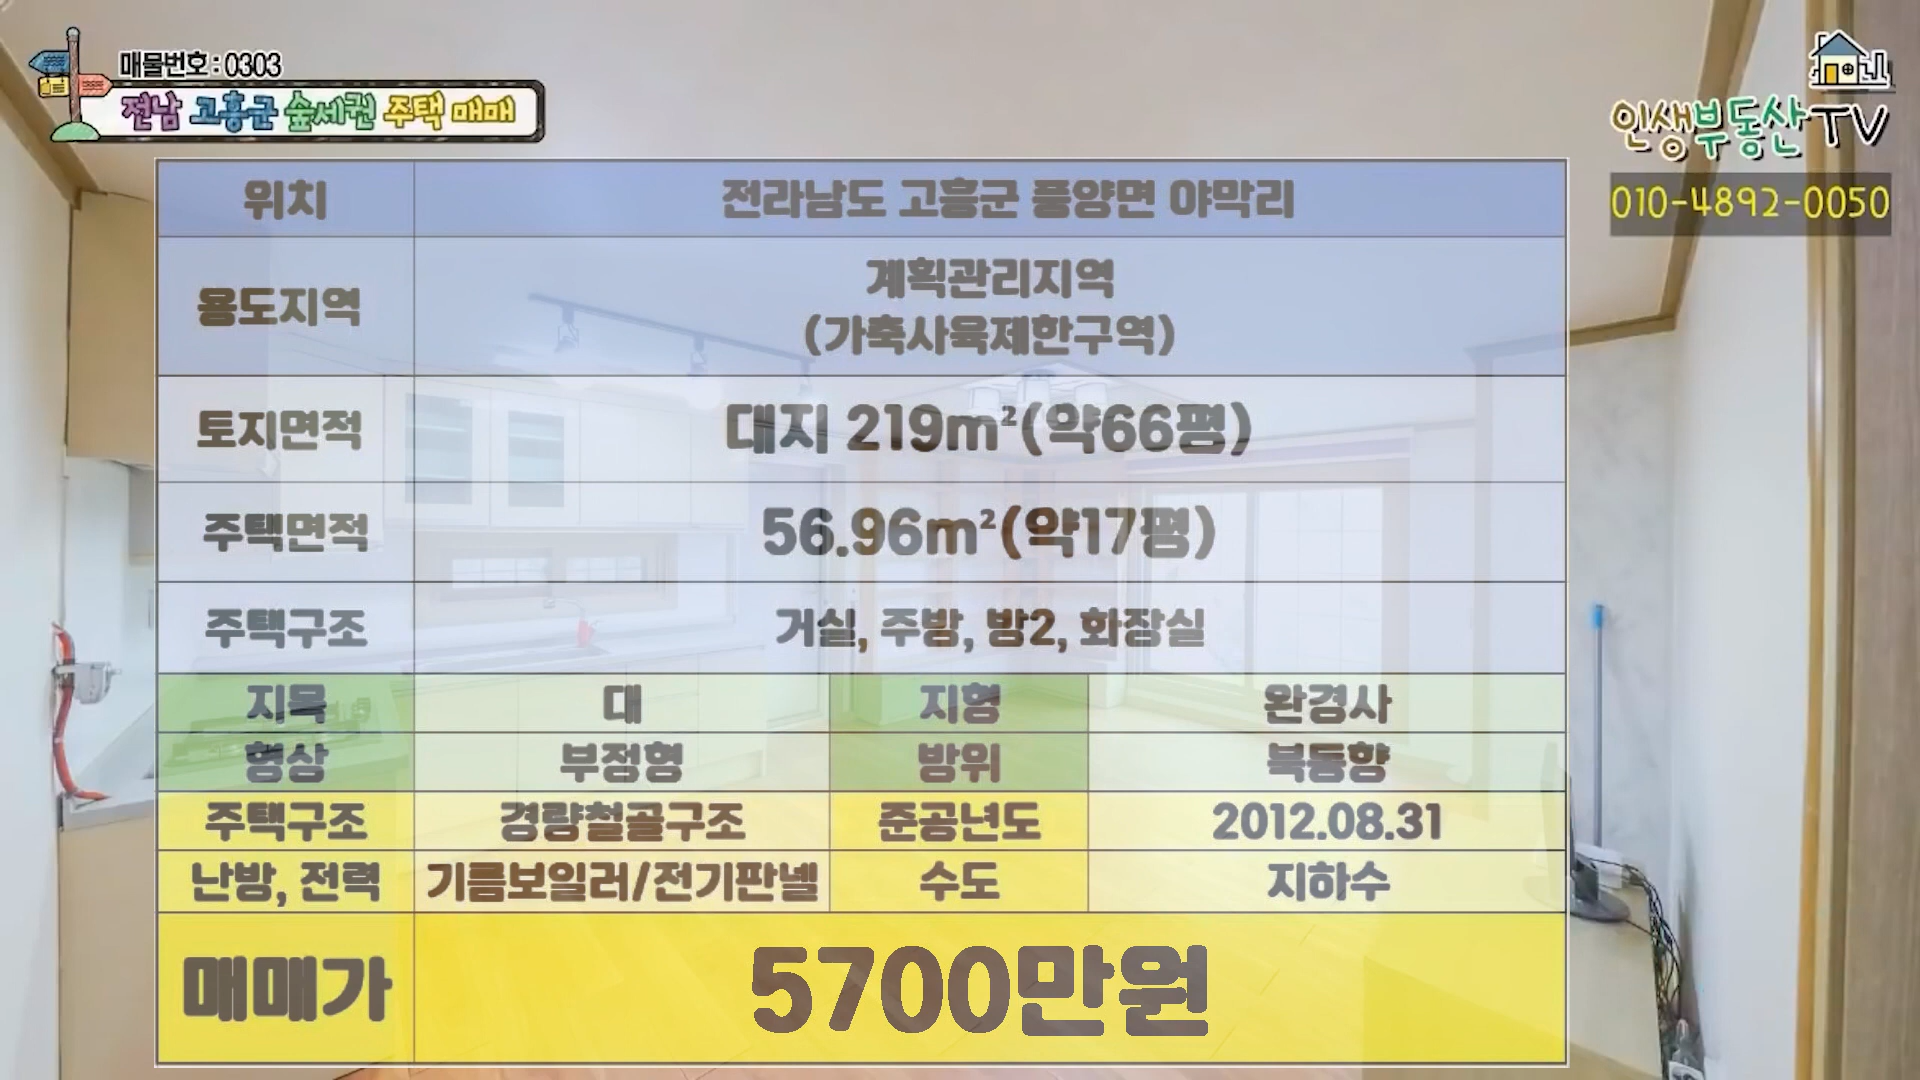 매물번호 : 0303
전남 고흥군 숲세권 주택 매매
인생부동산TV
010-4892-0050
위치 전라남도 고흥군 풍양면 야막리
용도지역 계획관리지역
(가축사육제한구역)
토지면적 대지 219m²(약66평)
주택면적 56.96m²(약17평)
주택구조 거실, 주방, 방2, 화장실
지목 대 지형 완경사
형상 부정형 방위 북동향
주택구조 경량철골구조 준공년도 2012.08.31
난방, 전력 기름보일러/전기판넬 수도 지하수
매매가 5700만원